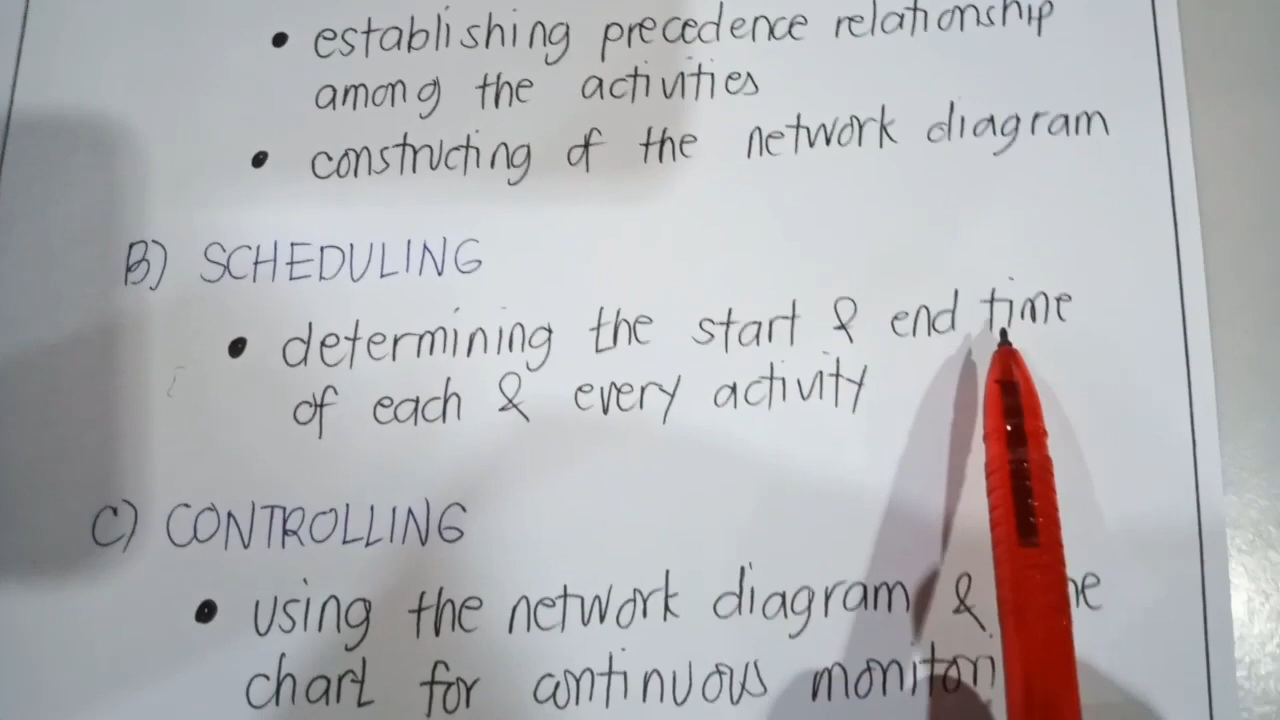 • establishing precedence relationship
among the activities
• constructing of the network diagram
B) SCHEDULING
• determining the start & end time
of each & every activity
C) CONTROLLING
• using the network diagram &
chart for continuous